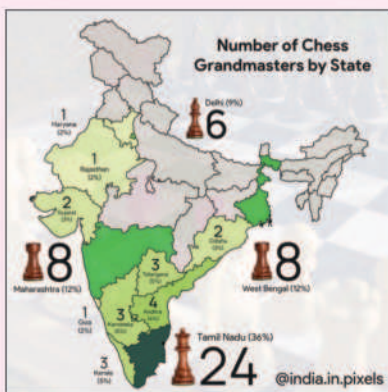 Number of Chess
Grandmasters by State
Delhi (9%)
6
1
Haryana
(2%)
1
Rajasthan
(2%)
2
Gujarat
(3%)
8
Maharashtra (12%)
2
Odisha
(3%)
8
West Bengal (12%)
3
Telangana
(5%)
4
Andhra
(6%)
1
Goa
(2%)
3
Karnataka
(5%)
3
Kerala
(5%)
Tamil Nadu (36%)
24
@india.in.pixels